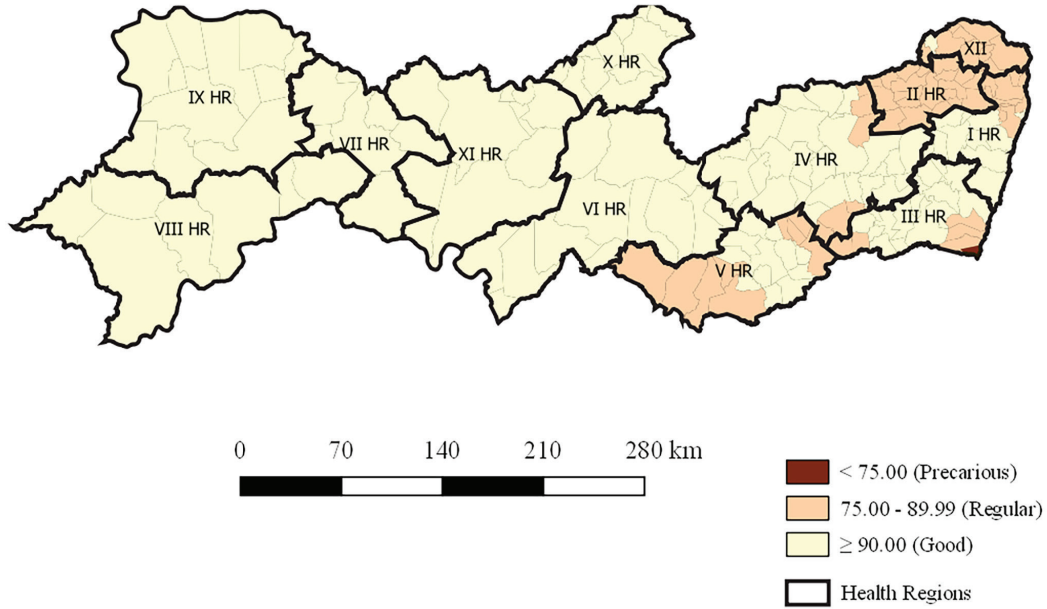 XII
X HR
II HR
IX HR
I HR
VII HR
XI HR
IV HR
VI HR
III HR
VIII HR
V HR
0 70 140 210 280 km
< 75.00 (Precarious)
75.00 - 89.99 (Regular)
≥ 90.00 (Good)
Health Regions